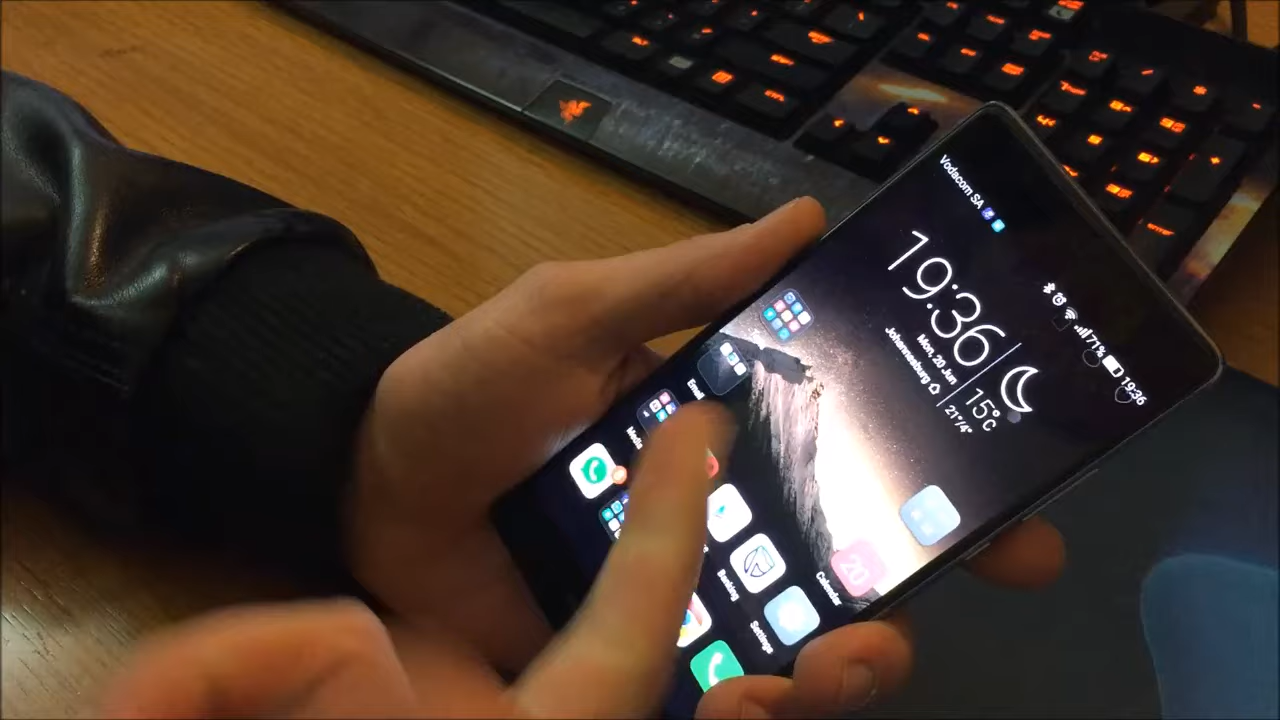 Vodacom SA
71%
19:36
19:36
Mon, 20 Jun
Johannesburg
15°C
21°/4°
Email
Media
20
Calendar
Banking
Settings